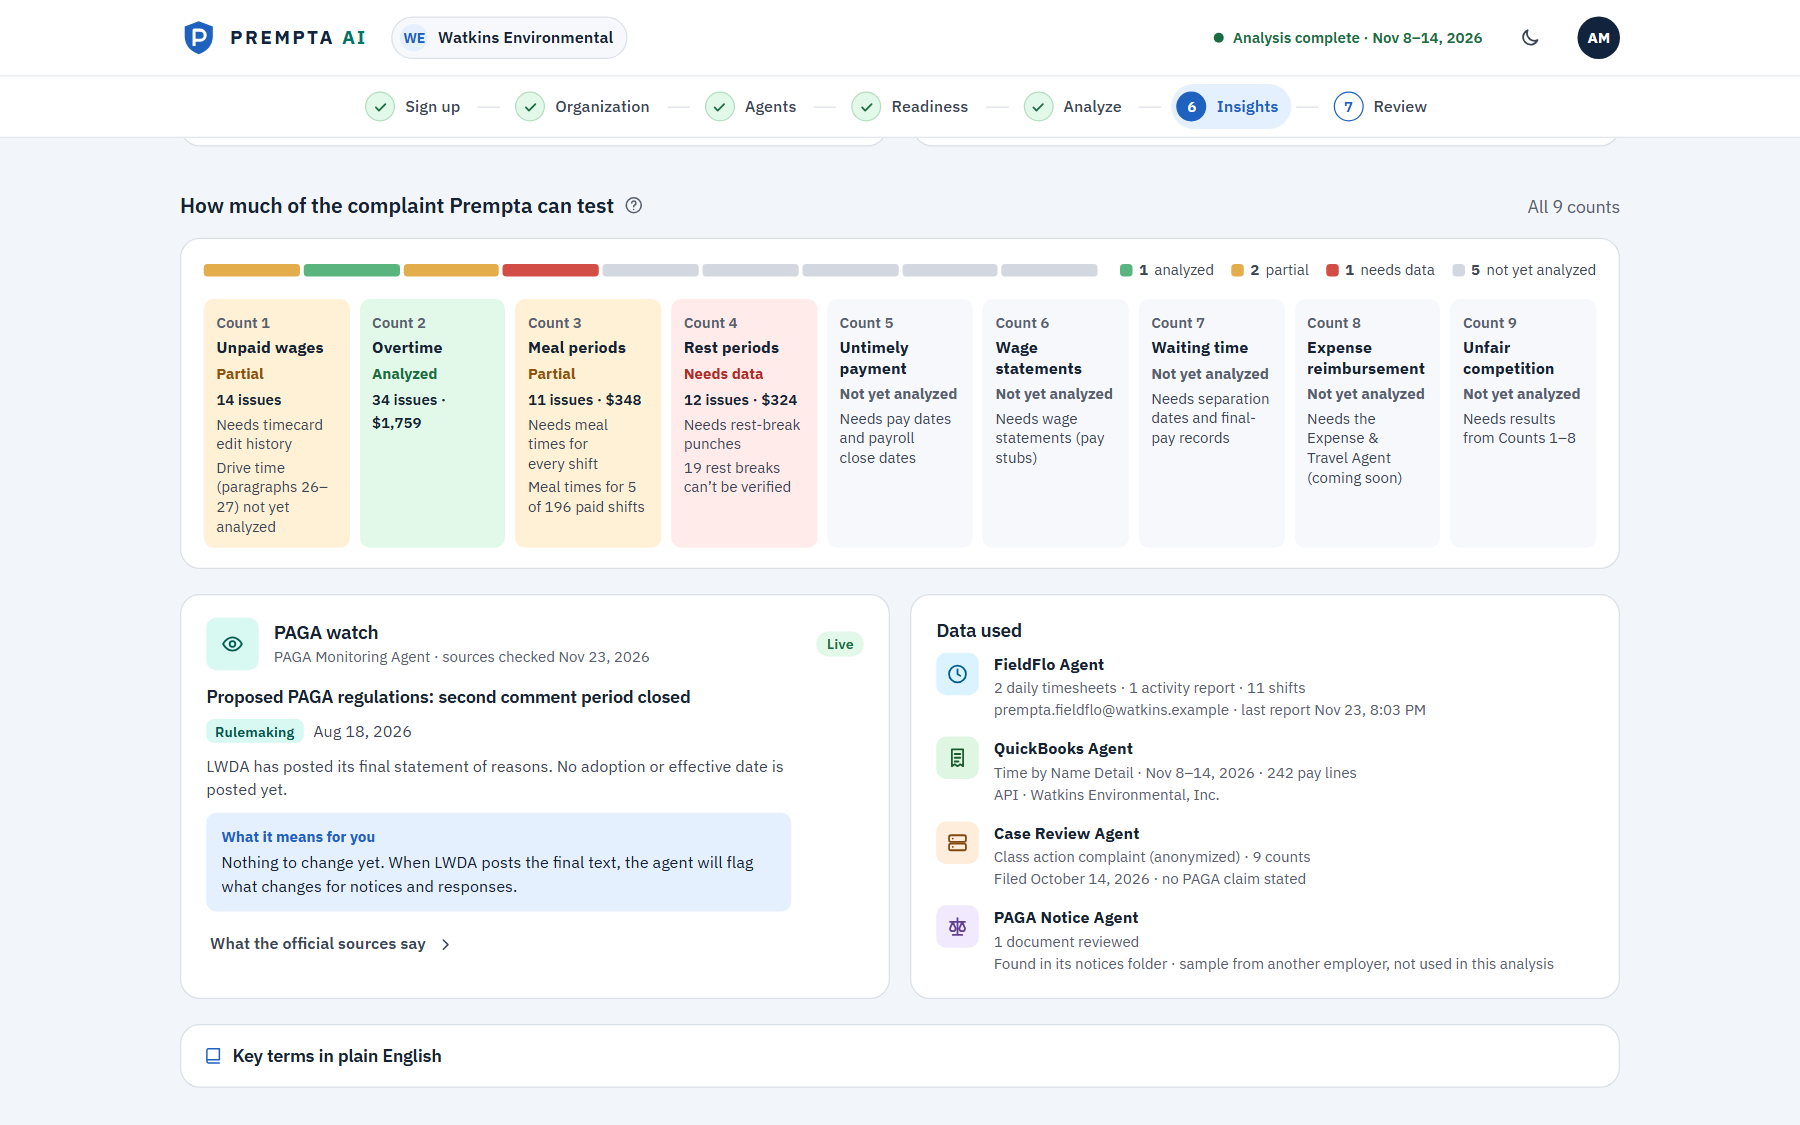 PREMPTA AI
WE Watkins Environmental
Analysis complete · Nov 8–14, 2026
AM
Sign up
Organization
Agents
Readiness
Analyze
6 Insights
7 Review
How much of the complaint Prempta can test
All 9 counts
1 analyzed
2 partial
1 needs data
5 not yet analyzed
Count 1
Unpaid wages
Partial
14 issues
Needs timecard
edit history
Drive time
(paragraphs 26–
27) not yet
analyzed
Count 2
Overtime
Analyzed
34 issues ·
$1,759
Count 3
Meal periods
Partial
11 issues · $348
Needs meal
times for
every shift
Meal times for 5
of 196 paid shifts
Count 4
Rest periods
Needs data
12 issues · $324
Needs rest-break
punches
19 rest breaks
can’t be verified
Count 5
Untimely
payment
Not yet analyzed
Needs pay dates
and payroll
close dates
Count 6
Wage
statements
Not yet analyzed
Needs wage
statements (pay
stubs)
Count 7
Waiting time
Not yet analyzed
Needs separation
dates and final-
pay records
Count 8
Expense
reimbursement
Not yet analyzed
Needs the
Expense &
Travel Agent
(coming soon)
Count 9
Unfair
competition
Not yet analyzed
Needs results
from Counts 1–8
PAGA watch
PAGA Monitoring Agent · sources checked Nov 23, 2026
Live
Proposed PAGA regulations: second comment period closed
Rulemaking Aug 18, 2026
LWDA has posted its final statement of reasons. No adoption or effective date is
posted yet.
What it means for you
Nothing to change yet. When LWDA posts the final text, the agent will flag
what changes for notices and responses.
What the official sources say
Data used
FieldFlo Agent
2 daily timesheets · 1 activity report · 11 shifts
prempta.fieldflo@watkins.example · last report Nov 23, 8:03 PM
QuickBooks Agent
Time by Name Detail · Nov 8–14, 2026 · 242 pay lines
API · Watkins Environmental, Inc.
Case Review Agent
Class action complaint (anonymized) · 9 counts
Filed October 14, 2026 · no PAGA claim stated
PAGA Notice Agent
1 document reviewed
Found in its notices folder · sample from another employer, not used in this analysis
Key terms in plain English